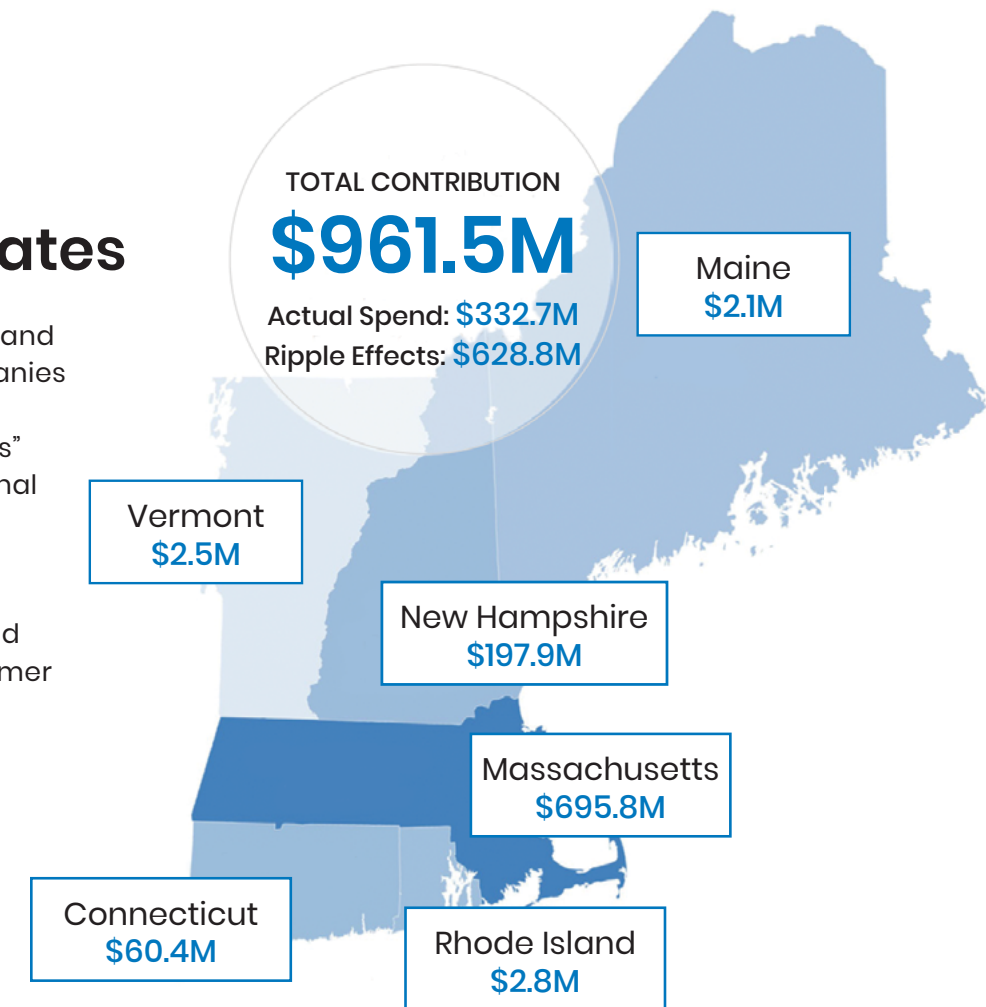 ates
and
anies
s”
nal
d
mer
TOTAL CONTRIBUTION
$961.5M
Actual Spend: $332.7M
Ripple Effects: $628.8M
Maine
$2.1M
Vermont
$2.5M
New Hampshire
$197.9M
Massachusetts
$695.8M
Connecticut
$60.4M
Rhode Island
$2.8M